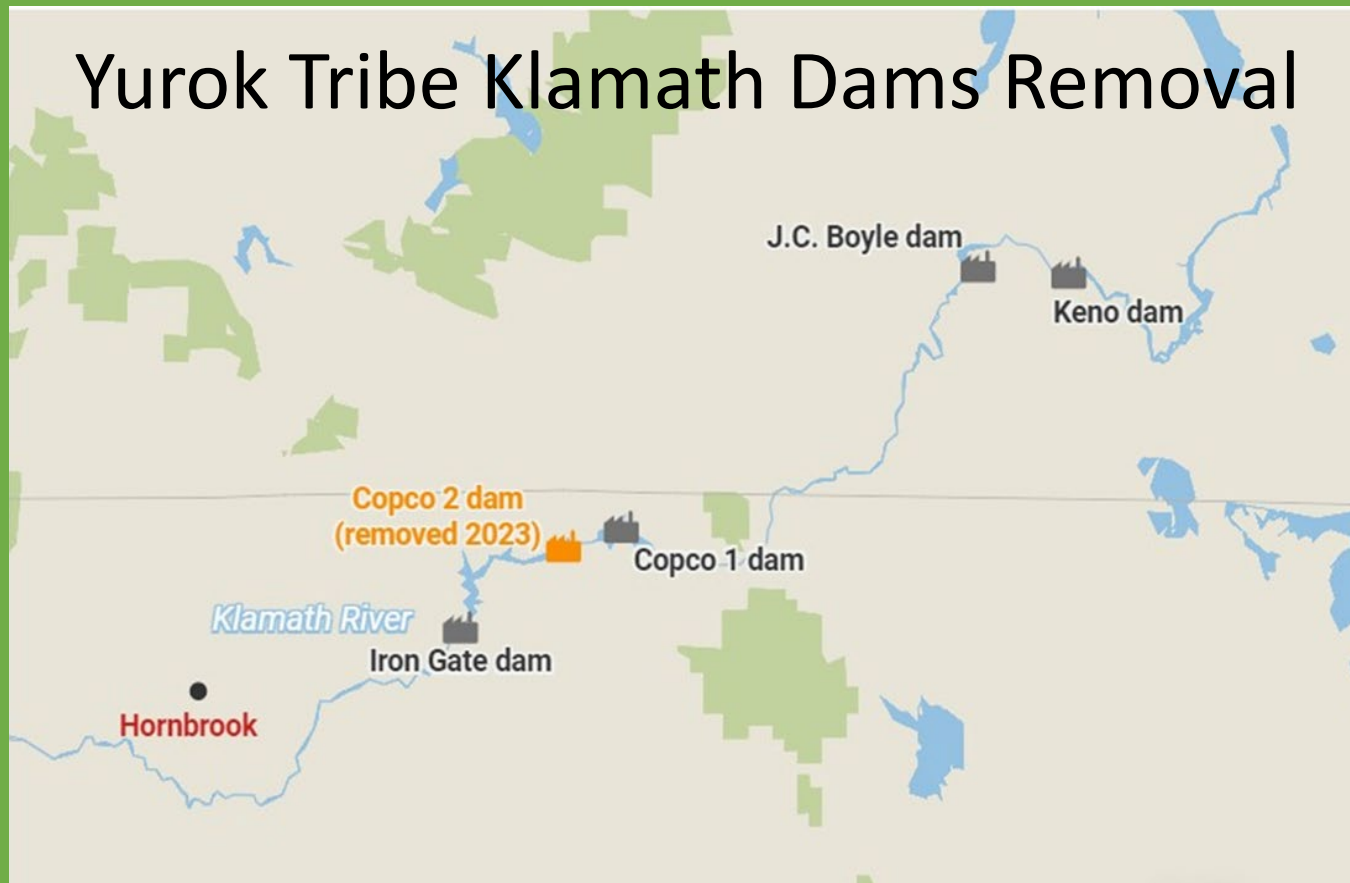 Yurok Tribe Klamath Dams Removal
J.C. Boyle dam
Keno dam
Copco 2 dam
(removed 2023)
Copco 1 dam
Klamath River
Iron Gate dam
Hornbrook